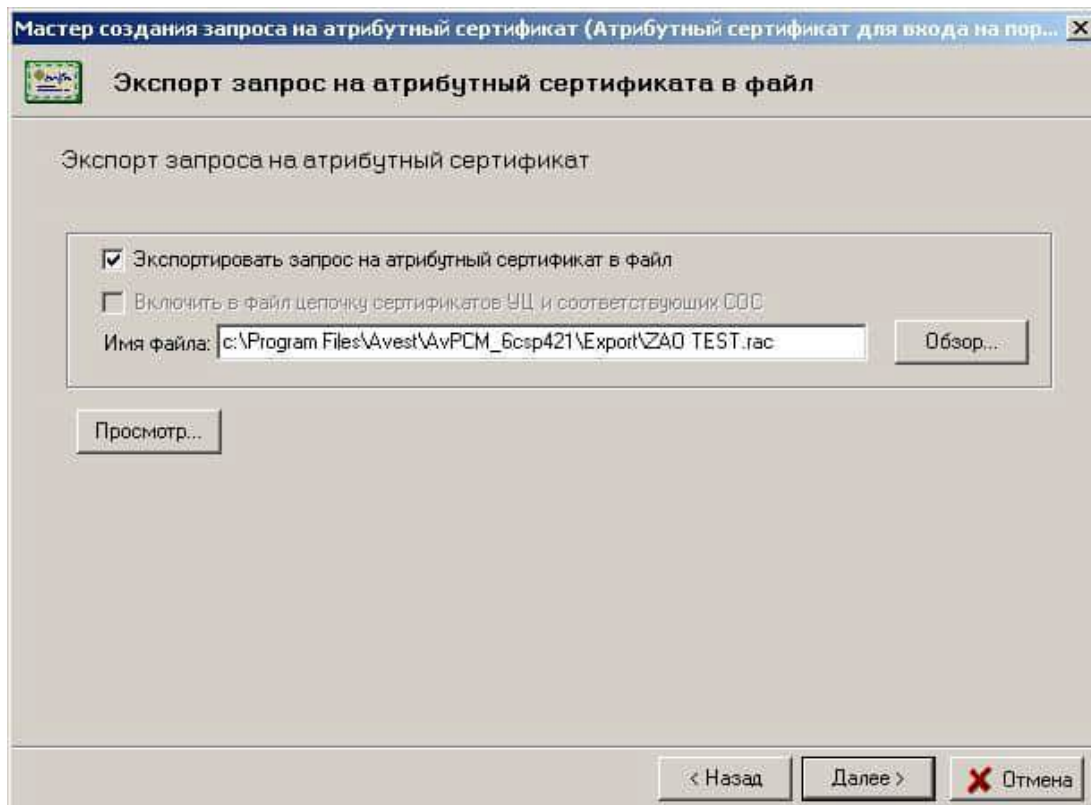 Мастер создания запроса на атрибутный сертификат (Атрибутный сертификат для входа на пор...
Экспорт запрос на атрибутный сертификата в файл
Экспорт запроса на атрибутный сертификат
Экспортировать запрос на атрибутный сертификат в файл
Включить в файл цепочку сертификатов УЦ и соответствующих СОС
Имя файла: c:\Program Files\Avest\AvPCM_6csp421\Export\ZAO TEST.rac Обзор...
Просмотр...
< Назад Далее > Отмена